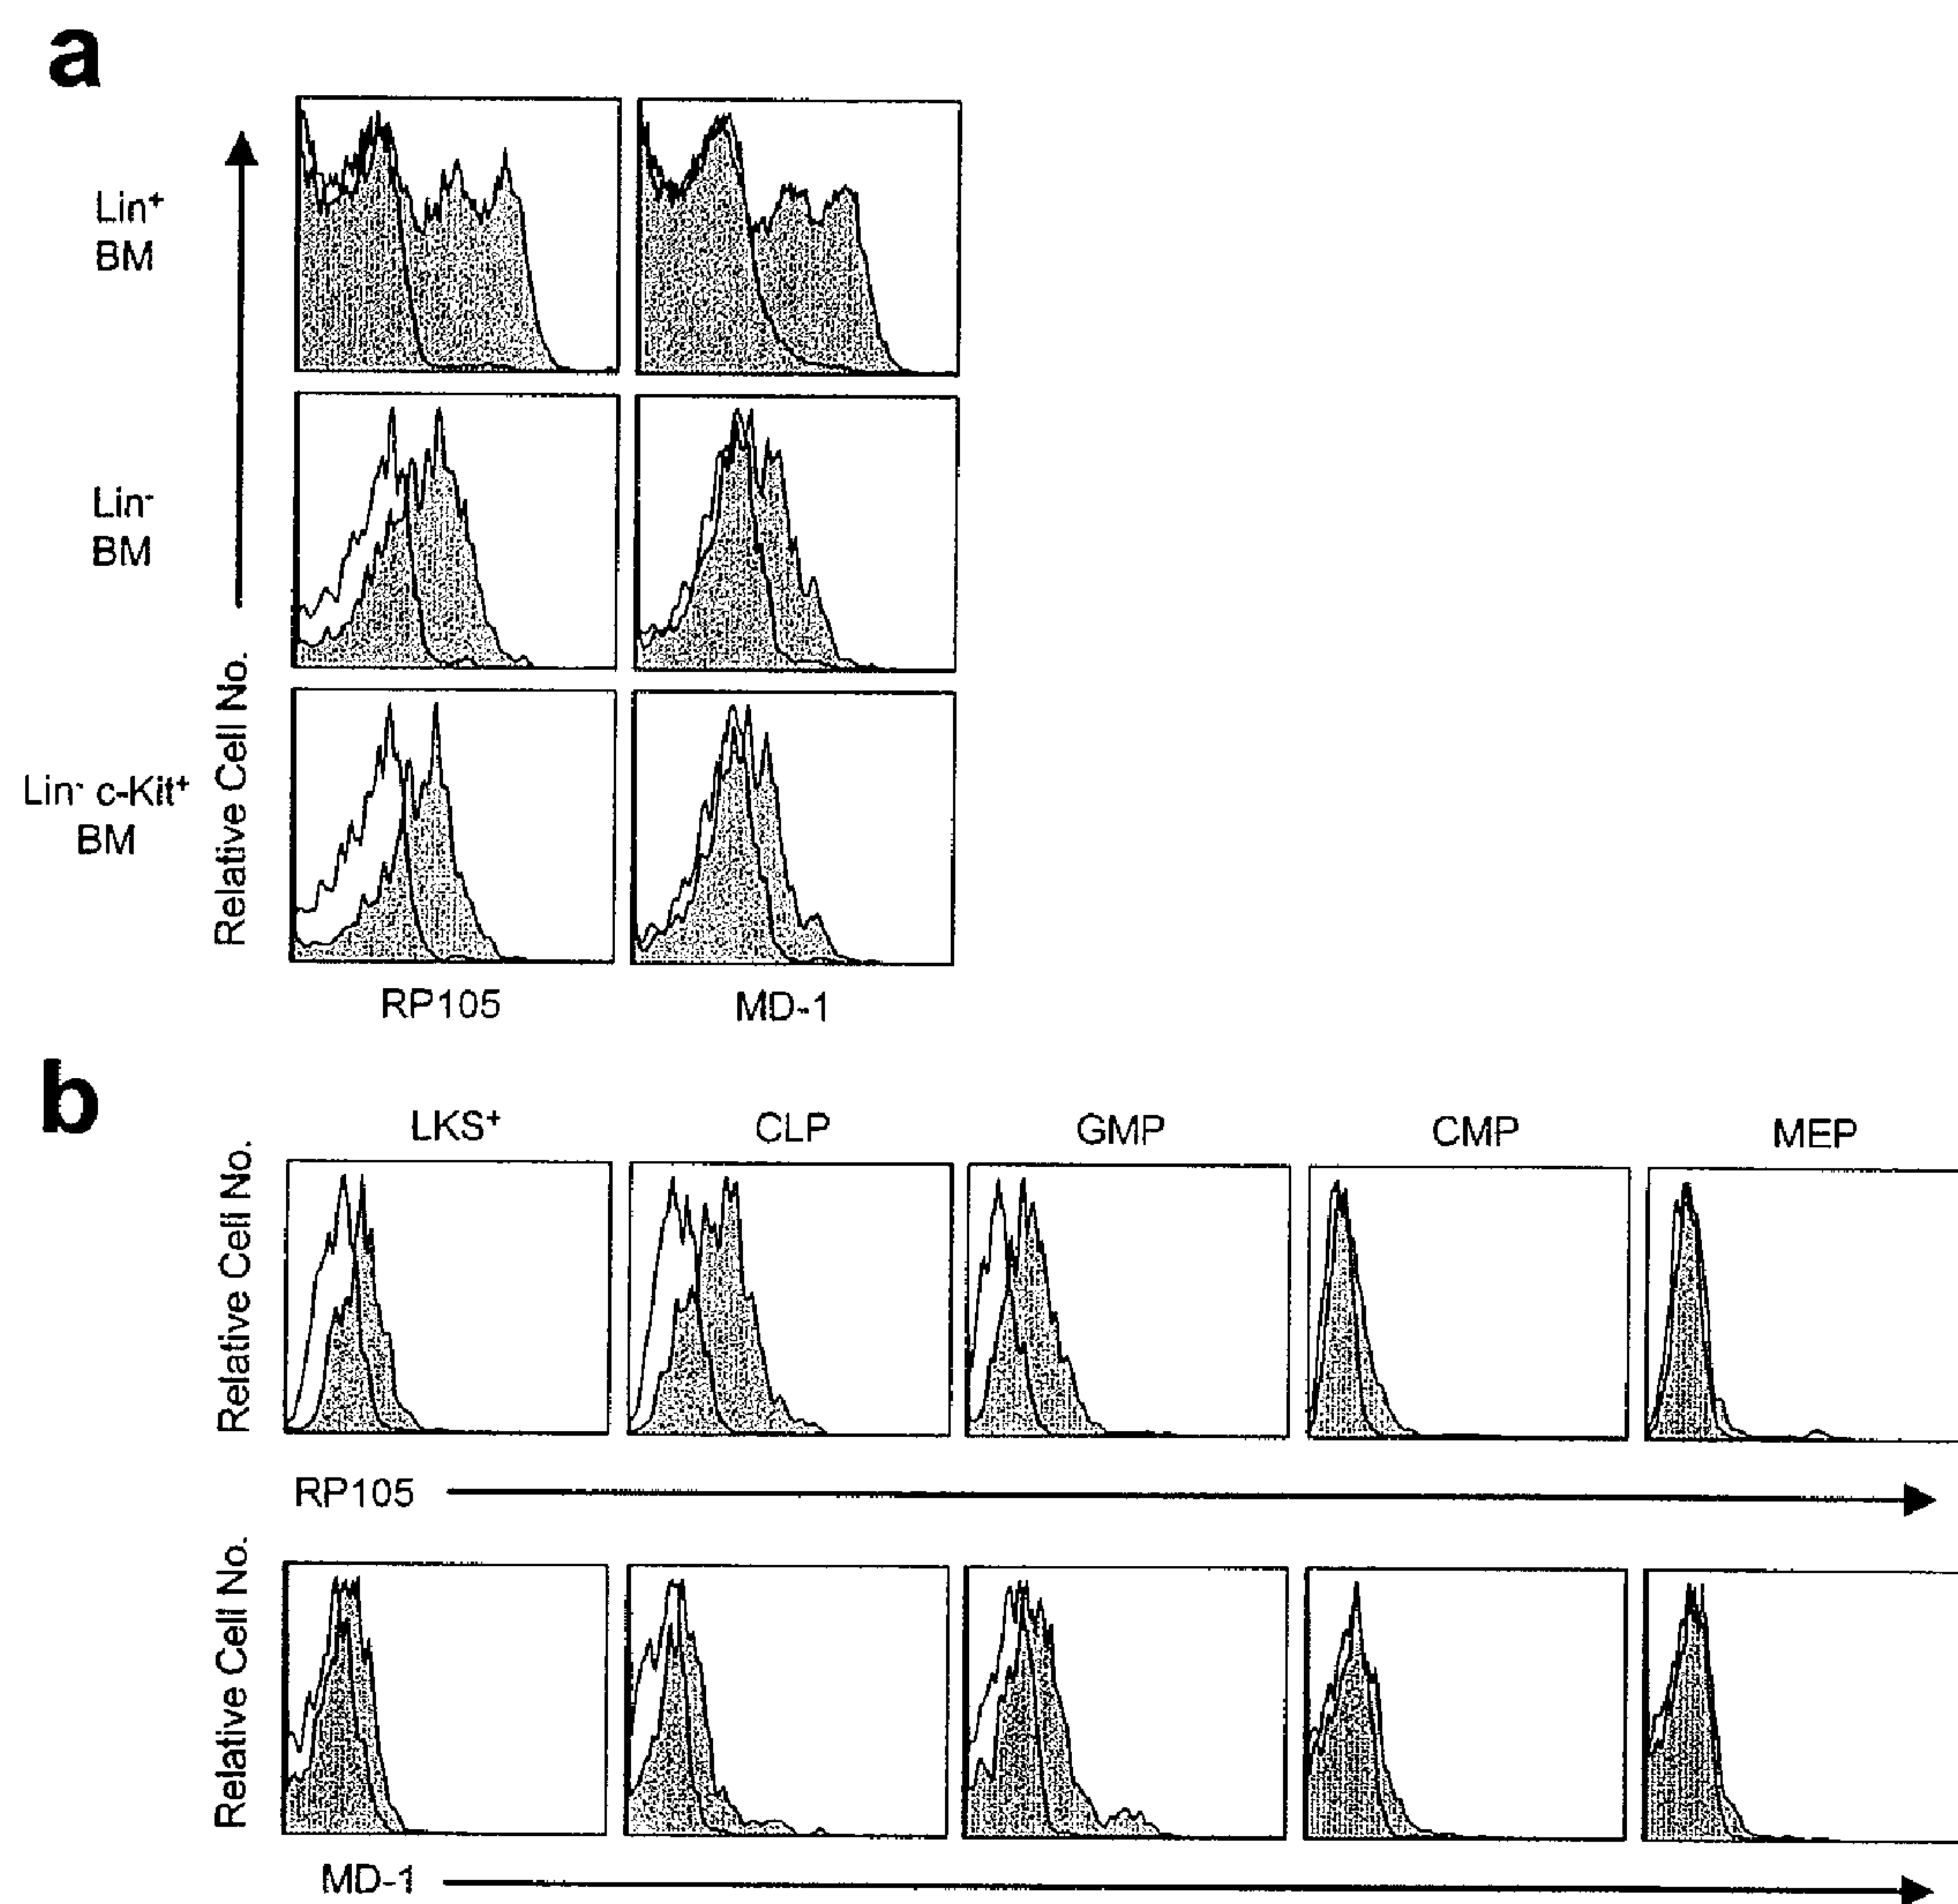 a
Lin⁺
BM
Lin⁻
BM
Lin⁻ c-Kit⁺
BM
Relative Cell No.
RP105
MD-1
b
LKS⁺
CLP
GMP
CMP
MEP
Relative Cell No.
RP105
Relative Cell No.
MD-1